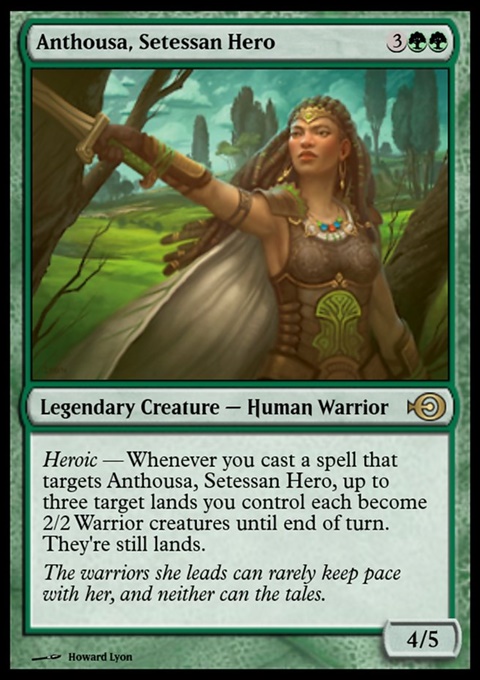 Anthousa, Setessan Hero 3
Legendary Creature — Human Warrior
Heroic — Whenever you cast a spell that
targets Anthousa, Setessan Hero, up to
three target lands you control each become
2/2 Warrior creatures until end of turn.
They're still lands.
The warriors she leads can rarely keep pace
with her, and neither can the tales.
4/5
Howard Lyon